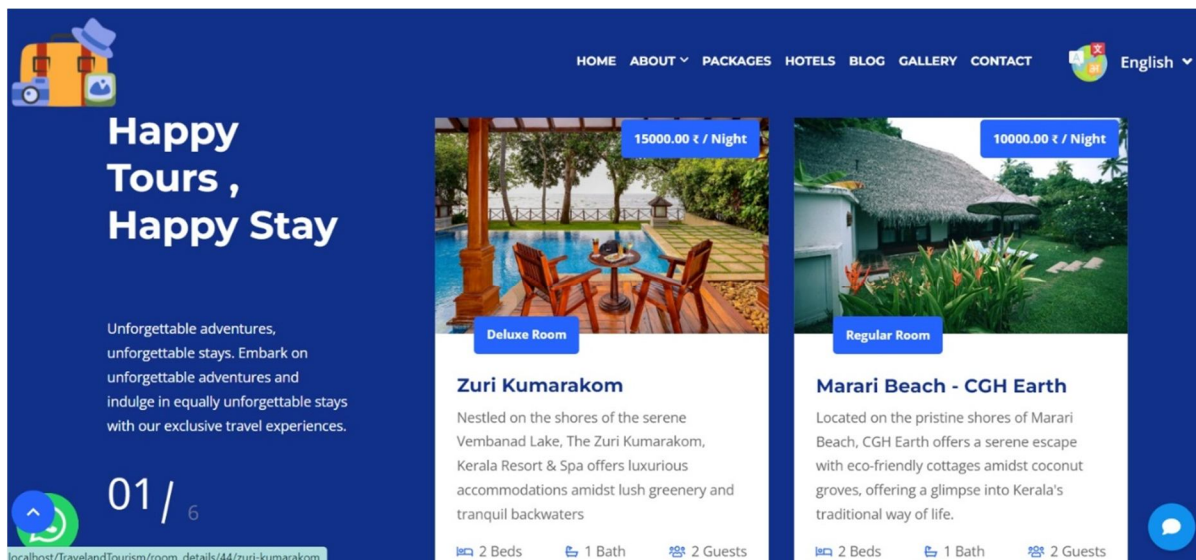 HOME ABOUT PACKAGES HOTELS BLOG GALLERY CONTACT
English
Happy
Tours ,
Happy Stay
Unforgettable adventures,
unforgettable stays. Embark on
unforgettable adventures and
indulge in equally unforgettable stays
with our exclusive travel experiences.
01 / 6
15000.00 ₹ / Night
Deluxe Room
Zuri Kumarakom
Nestled on the shores of the serene
Vembanad Lake, The Zuri Kumarakom,
Kerala Resort & Spa offers luxurious
accommodations amidst lush greenery and
tranquil backwaters
2 Beds 1 Bath 2 Guests
10000.00 ₹ / Night
Regular Room
Marari Beach - CGH Earth
Located on the pristine shores of Marari
Beach, CGH Earth offers a serene escape
with eco-friendly cottages amidst coconut
groves, offering a glimpse into Kerala's
traditional way of life.
2 Beds 1 Bath 2 Guests
localhost/TravelandTourism/room_details/44/zuri-kumarakom